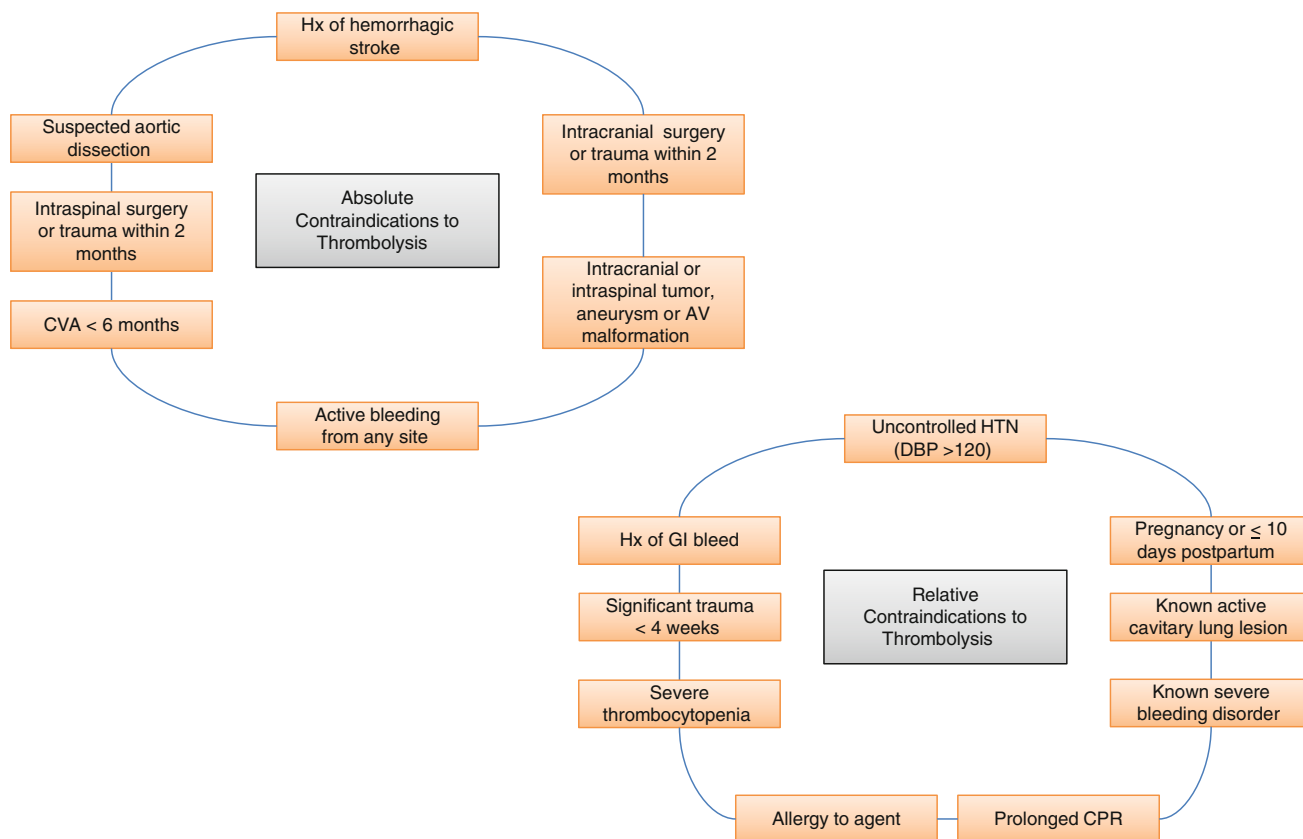 Hx of hemorrhagic
stroke
Suspected aortic
dissection
Intraspinal surgery
or trauma within 2
months
CVA < 6 months
Absolute
Contraindications to
Thrombolysis
Intracranial surgery
or trauma within 2
months
Intracranial or
intraspinal tumor,
aneurysm or AV
malformation
Active bleeding
from any site
Uncontrolled HTN
(DBP >120)
Hx of GI bleed
Significant trauma
< 4 weeks
Severe
thrombocytopenia
Relative
Contraindications to
Thrombolysis
Pregnancy or ≤ 10
days postpartum
Known active
cavitary lung lesion
Known severe
bleeding disorder
Allergy to agent
Prolonged CPR